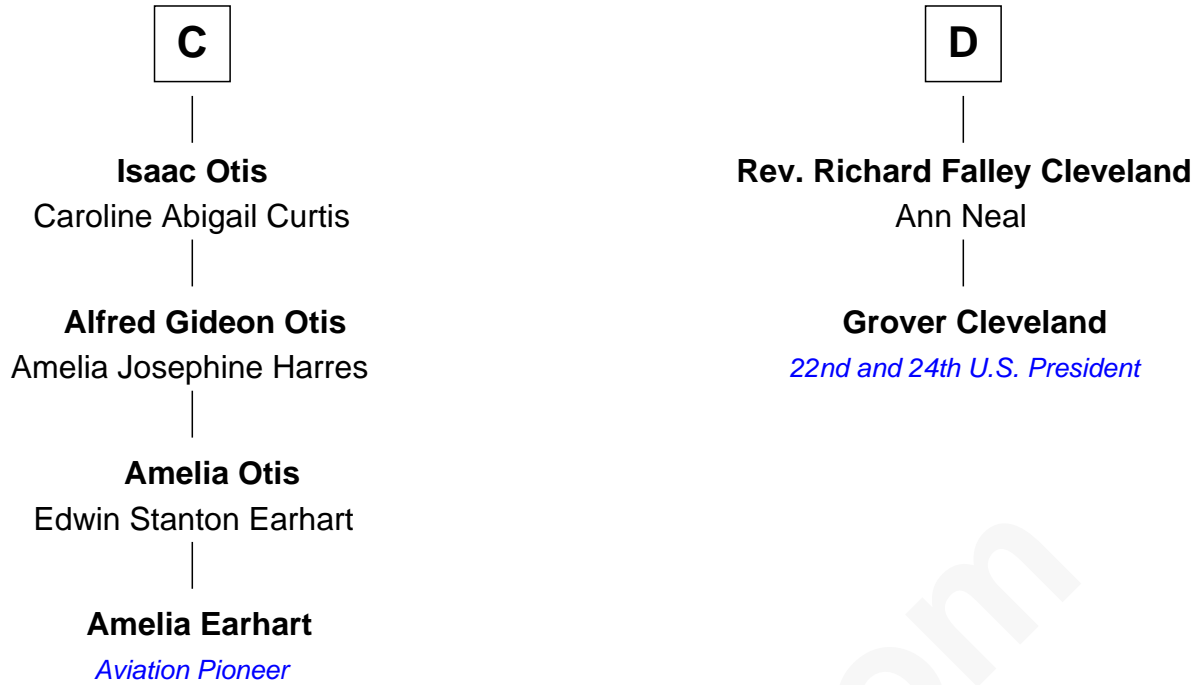 C
Isaac Otis
Caroline Abigail Curtis
Alfred Gideon Otis
Amelia Josephine Harres
Amelia Otis
Edwin Stanton Earhart
Amelia Earhart
Aviation Pioneer
D
Rev. Richard Falley Cleveland
Ann Neal
Grover Cleveland
22nd and 24th U.S. President
om